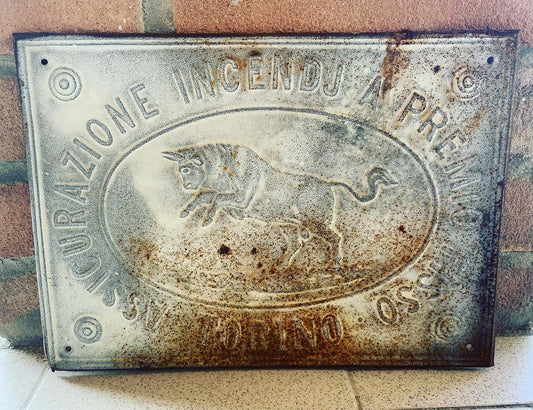 ASSICURAZIONE INCENDJ A PREMIO FISSO
TORINO